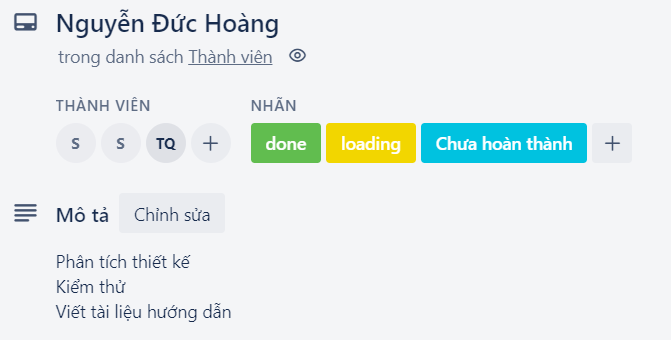 Nguyễn Đức Hoàng
trong danh sách Thành viên
THÀNH VIÊN
S S TQ +
NHÃN
done loading Chưa hoàn thành +
Mô tả Chỉnh sửa
Phân tích thiết kế
Kiểm thử
Viết tài liệu hướng dẫn